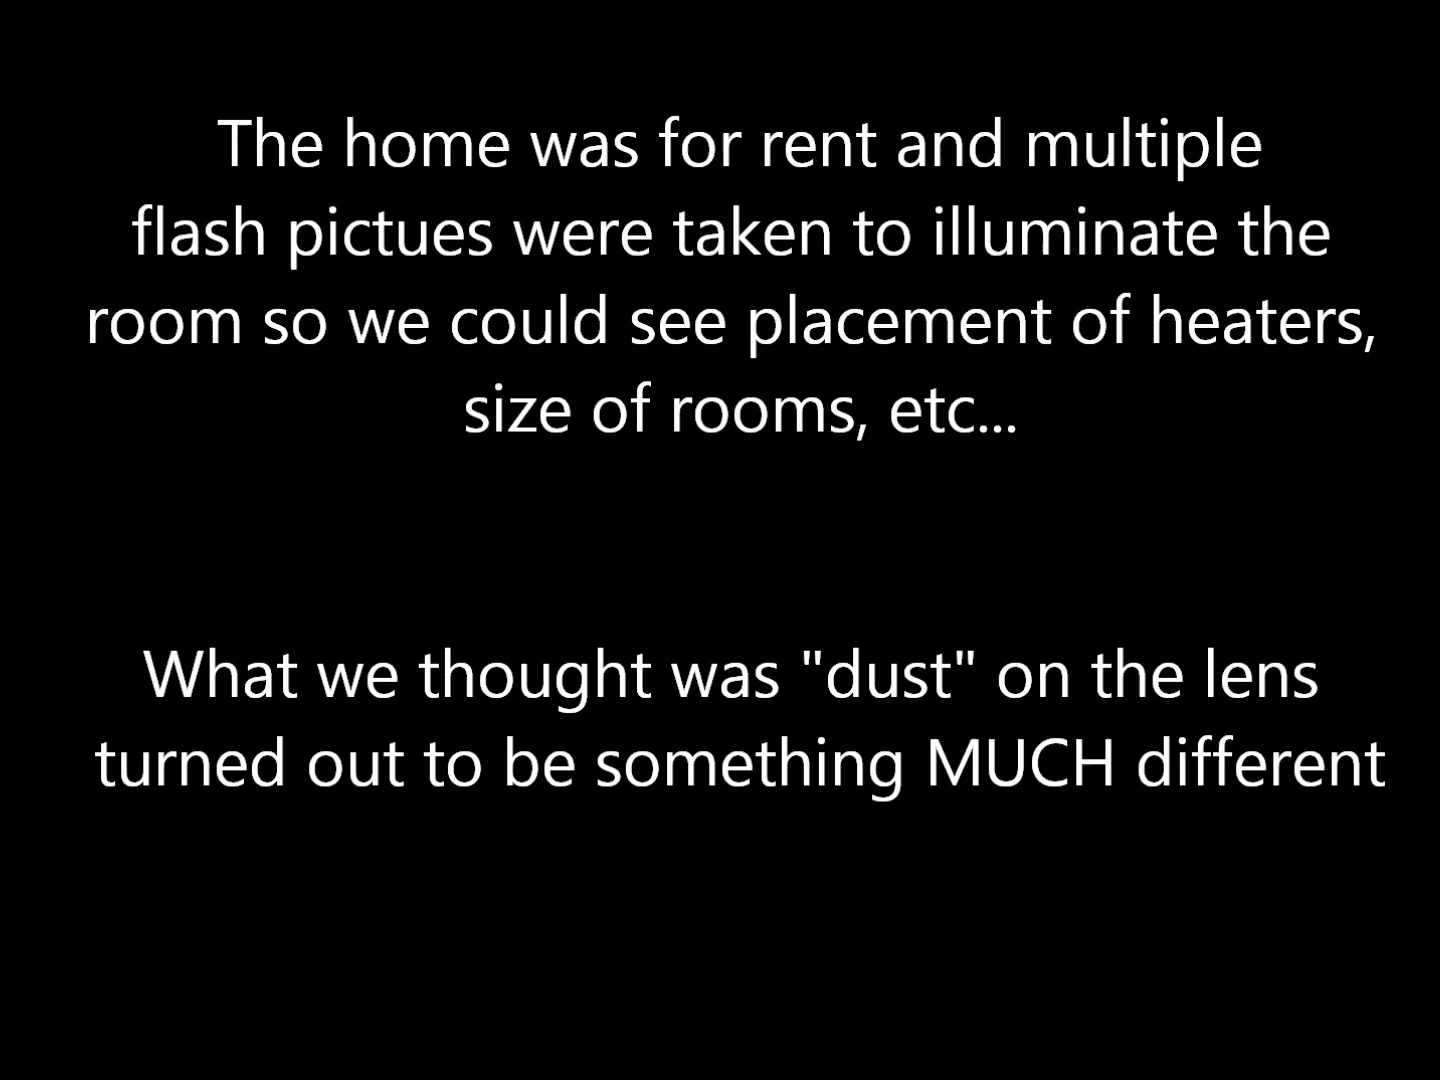 The home was for rent and multiple
flash pictues were taken to illuminate the
room so we could see placement of heaters,
size of rooms, etc...
What we thought was "dust" on the lens
turned out to be something MUCH different